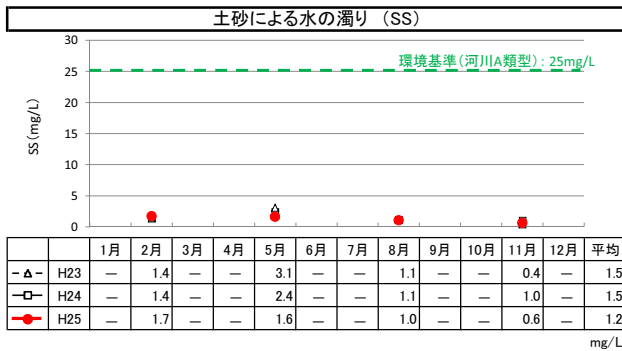 土砂による水の濁り (SS)
30
25
20
15
10
5
0
SS(mg/L)
環境基準(河川A類型):25mg/L
1月 2月 3月 4月 5月 6月 7月 8月 9月 10月 11月 12月 平均
H23 — 1.4 — — 3.1 — — 1.1 — — 0.4 — 1.5
H24 — 1.4 — — 2.4 — — 1.1 — — 1.0 — 1.5
H25 — 1.7 — — 1.6 — — 1.0 — — 0.6 — 1.2
mg/L